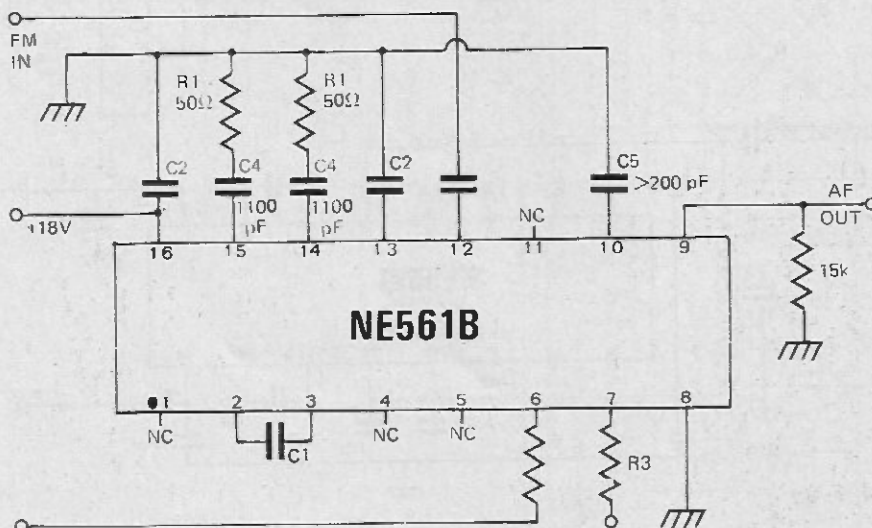 FM
IN
R1
50Ω
R1
50Ω
C2
C4
1100
pF
C4
1100
pF
C2
C5
>200 pF
AF
OUT
+18V
NC
16
15
14
13
12
11
10
9
15k
NE561B
1
2
3
4
5
6
7
8
NC
C1
NC
NC
R3